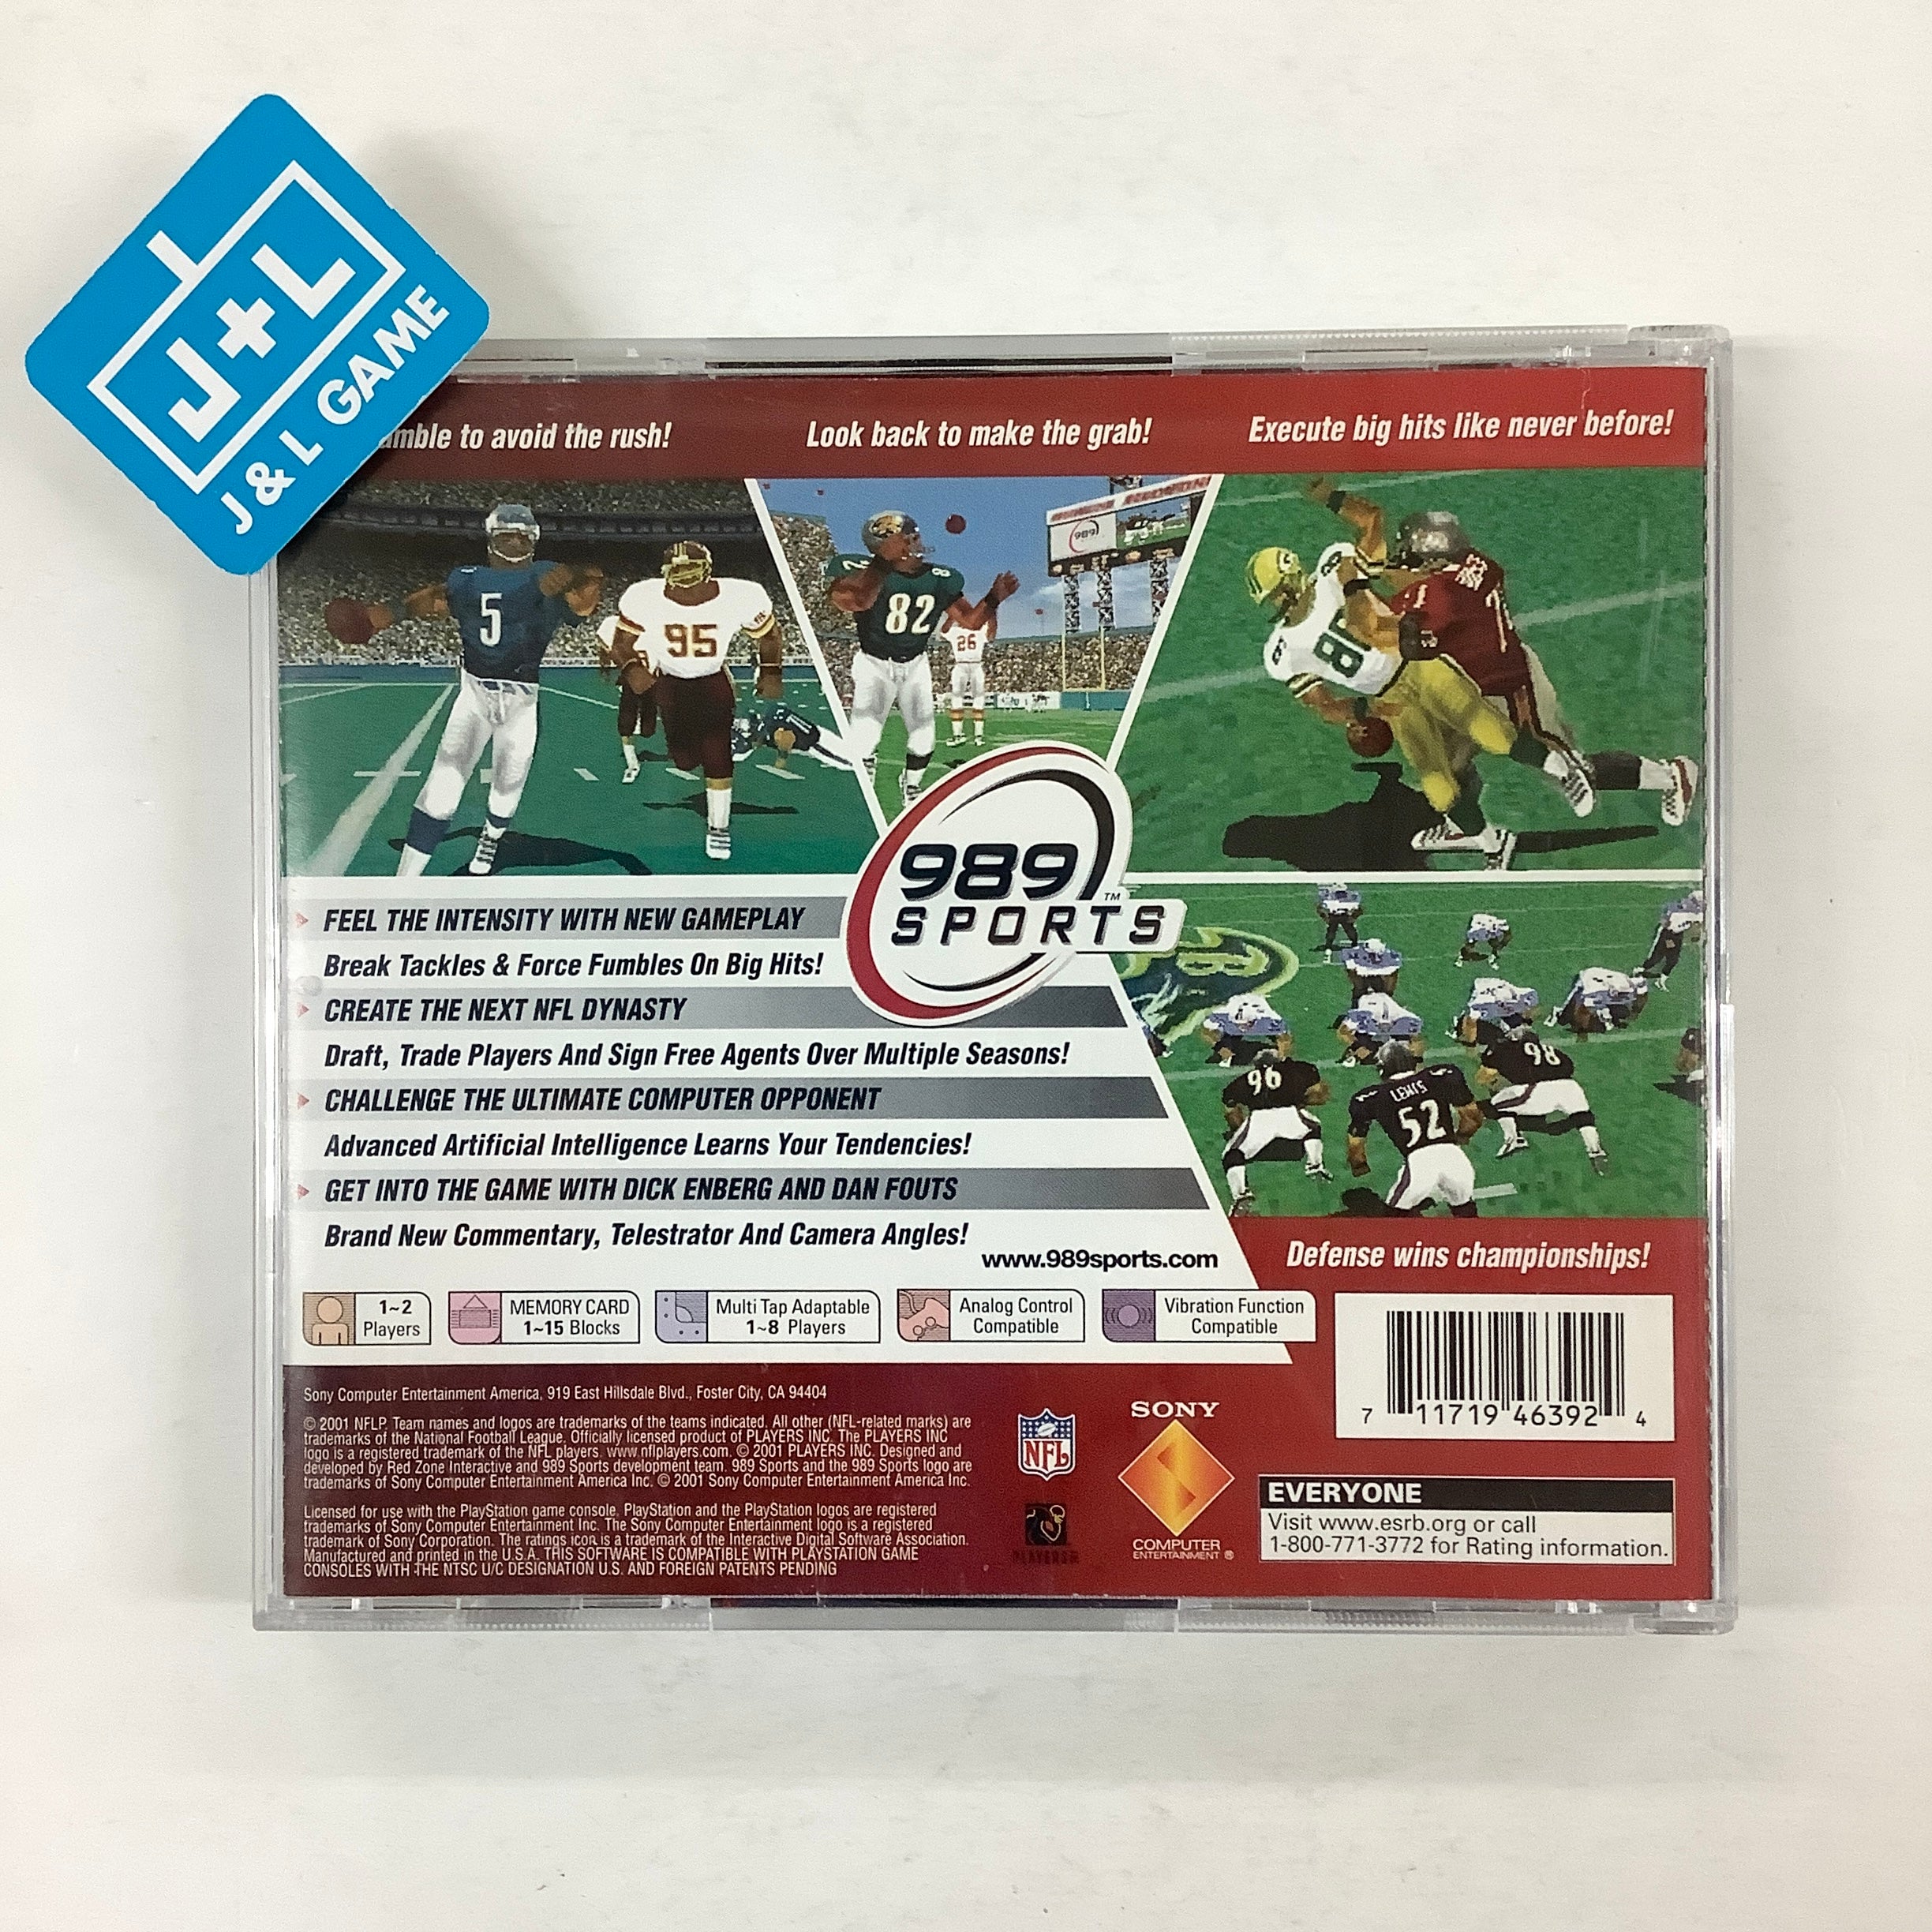 J+L
J & L GAME
to avoid the rush!
Look back to make the grab!
Execute big hits like never before!
5
95
82
26
989
SPORTS
TM
FEEL THE INTENSITY WITH NEW GAMEPLAY
Break Tackles & Force Fumbles On Big Hits!
CREATE THE NEXT NFL DYNASTY
Draft, Trade Players And Sign Free Agents Over Multiple Seasons!
CHALLENGE THE ULTIMATE COMPUTER OPPONENT
Advanced Artificial Intelligence Learns Your Tendencies!
GET INTO THE GAME WITH DICK ENBERG AND DAN FOUTS
Brand New Commentary, Telestrator And Camera Angles!
www.989sports.com
96
LEWIS
52
98
Defense wins championships!
1~2
Players
MEMORY CARD
1~15 Blocks
Multi Tap Adaptable
1~8 Players
Analog Control
Compatible
Vibration Function
Compatible
7 11719 46392 4
Sony Computer Entertainment America, 919 East Hillsdale Blvd., Foster City, CA 94404
© 2001 NFLP. Team names and logos are trademarks of the teams indicated. All other (NFL-related marks) are
trademarks of the National Football League. Officially licensed product of PLAYERS INC. The PLAYERS INC
logo is a registered trademark of the NFL players. www.nflplayers.com. © 2001 PLAYERS INC. Designed and
developed by Red Zone Interactive and 989 Sports development team. 989 Sports and the 989 Sports logo are
trademarks of Sony Computer Entertainment America Inc. © 2001 Sony Computer Entertainment America Inc.
Licensed for use with the PlayStation game console. PlayStation and the PlayStation logos are registered
trademarks of Sony Computer Entertainment Inc. The Sony Computer Entertainment logo is a registered
trademark of Sony Corporation. The ratings icon is a trademark of the Interactive Digital Software Association.
Manufactured and printed in the U.S.A. THIS SOFTWARE IS COMPATIBLE WITH PLAYSTATION GAME
CONSOLES WITH THE NTSC U/C DESIGNATION U.S. AND FOREIGN PATENTS PENDING
NFL
SONY
COMPUTER
ENTERTAINMENT ®
EVERYONE
Visit www.esrb.org or call
1-800-771-3772 for Rating information.